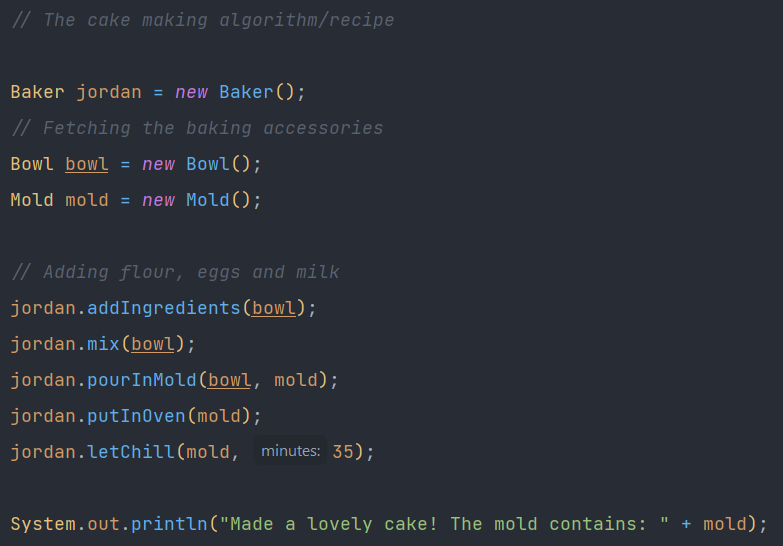 // The cake making algorithm/recipe
Baker jordan = new Baker();
// Fetching the baking accessories
Bowl bowl = new Bowl();
Mold mold = new Mold();
// Adding flour, eggs and milk
jordan.addIngredients(bowl);
jordan.mix(bowl);
jordan.pourInMold(bowl, mold);
jordan.putInOven(mold);
jordan.letChill(mold, minutes: 35);
System.out.println("Made a lovely cake! The mold contains: " + mold);